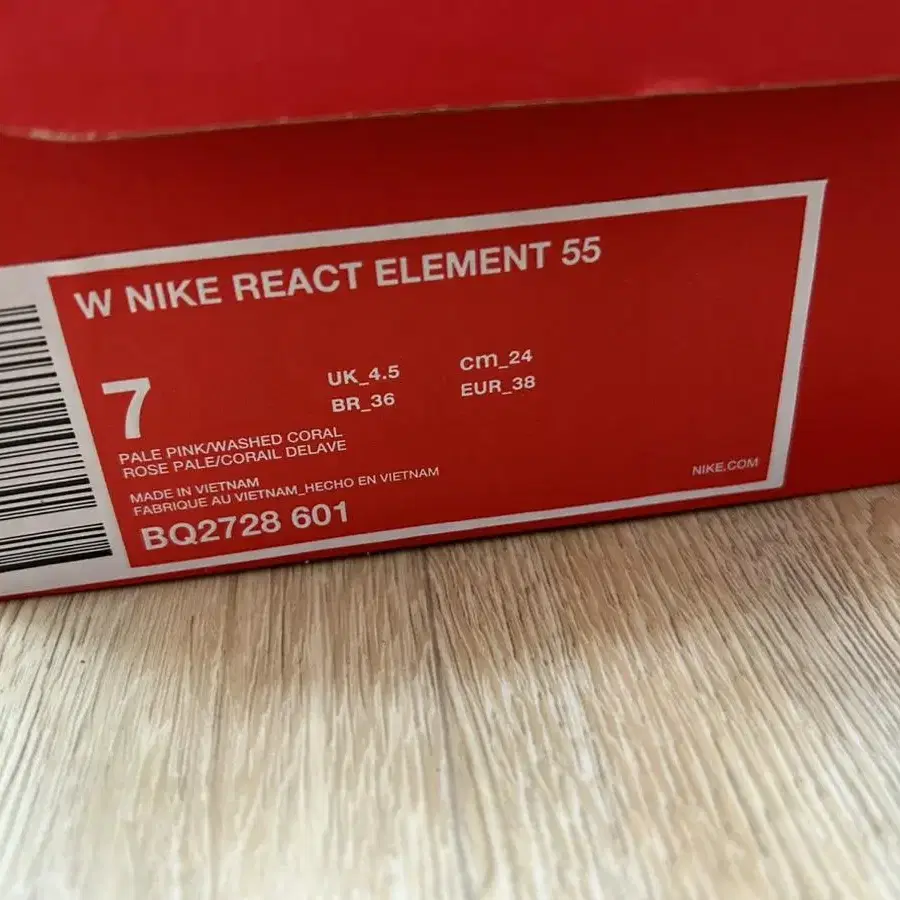 W NIKE REACT ELEMENT 55
7
UK_4.5 cm_24
BR_36 EUR_38
PALE PINK/WASHED CORAL
ROSE PALE/CORAIL DELAVE
MADE IN VIETNAM
FABRIQUE AU VIETNAM_HECHO EN VIETNAM
BQ2728 601
NIKE.COM